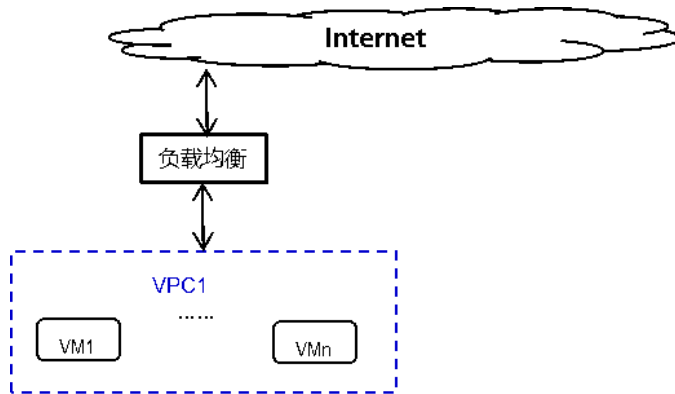 Internet
负载均衡
VPC1
......
VM1
VMn